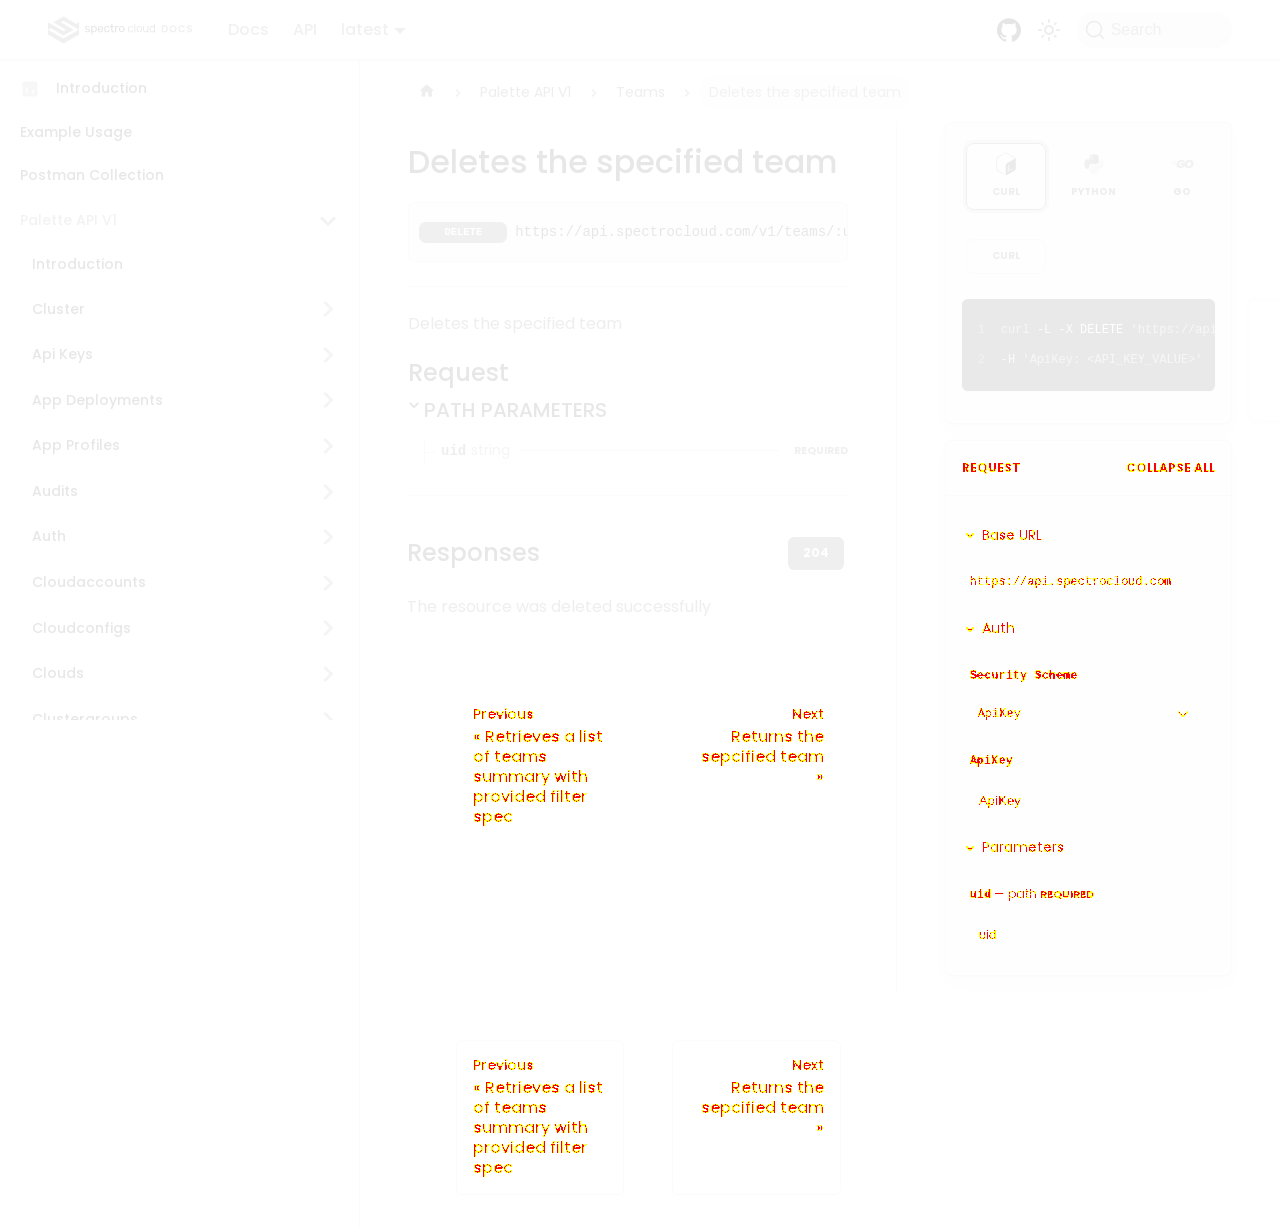 spectro cloud DOCS
Docs
API
latest
Search
Introduction
Example Usage
Postman Collection
Palette API V1
Introduction
Cluster
Api Keys
App Deployments
App Profiles
Audits
Auth
Cloudaccounts
Cloudconfigs
Clouds
Clustergroups
Palette API V1
Teams
Deletes the specified team
Deletes the specified team
DELETE https://api.spectrocloud.com/v1/teams/:u
Deletes the specified team
Request
PATH PARAMETERS
uid string REQUIRED
Responses
204
The resource was deleted successfully
Previous
« Retrieves a list
of teams
summary with
provided filter
spec
Next
Returns the
sepcified team
»
Previous
« Retrieves a list
of teams
summary with
provided filter
spec
Next
Returns the
sepcified team
»
CURL
PYTHON
GO
CURL
1 curl -L -X DELETE 'https://api
2 -H 'ApiKey: <API_KEY_VALUE>'
REQUEST COLLAPSE ALL
Base URL
https://api.spectrocloud.com
Auth
Security Scheme
ApiKey
ApiKey
ApiKey
Parameters
uid — path REQUIRED
uid